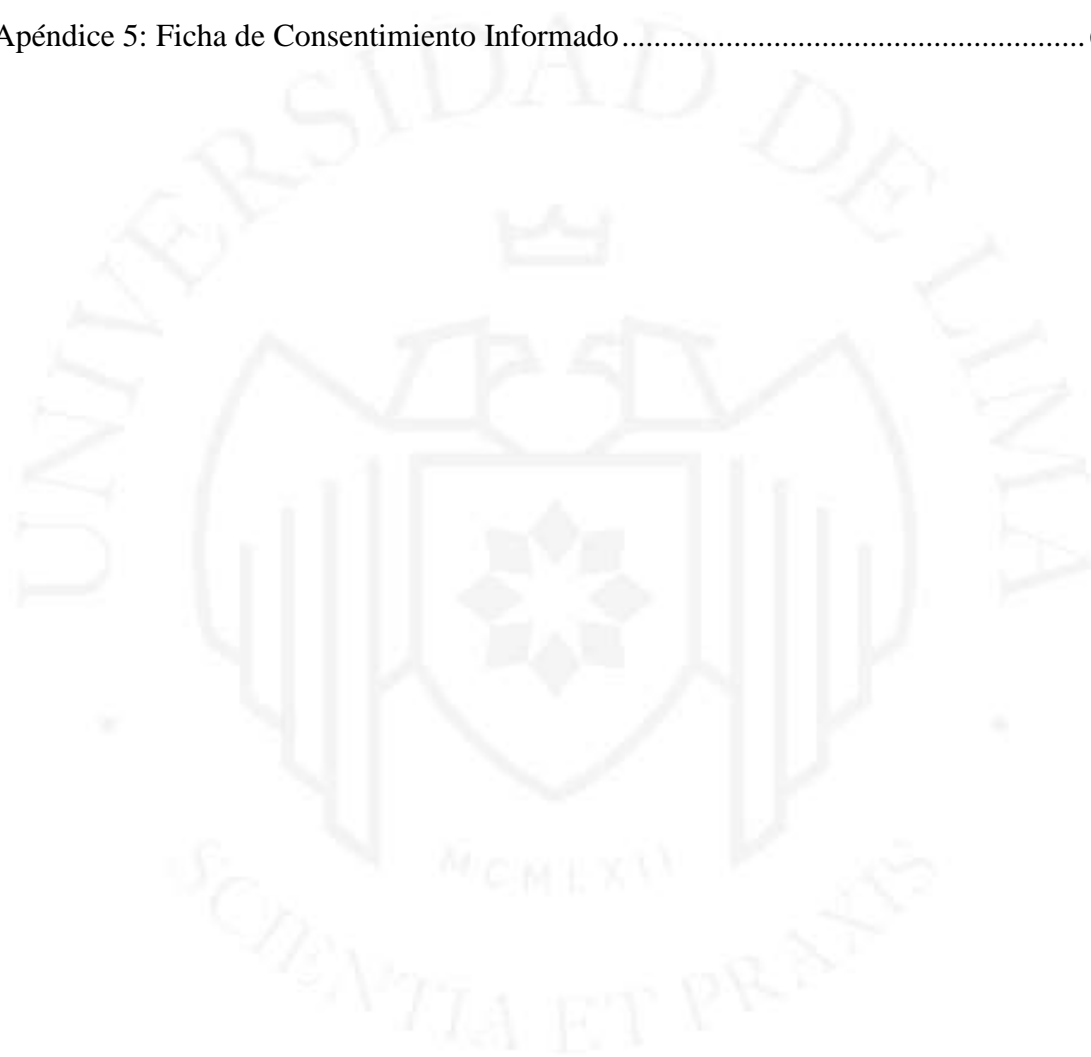 Apéndice 5: Ficha de Consentimiento Informado............................................................
UNIVERSIDAD DE LIMA
MCMLXII
SCIENTIA ET PRAXIS